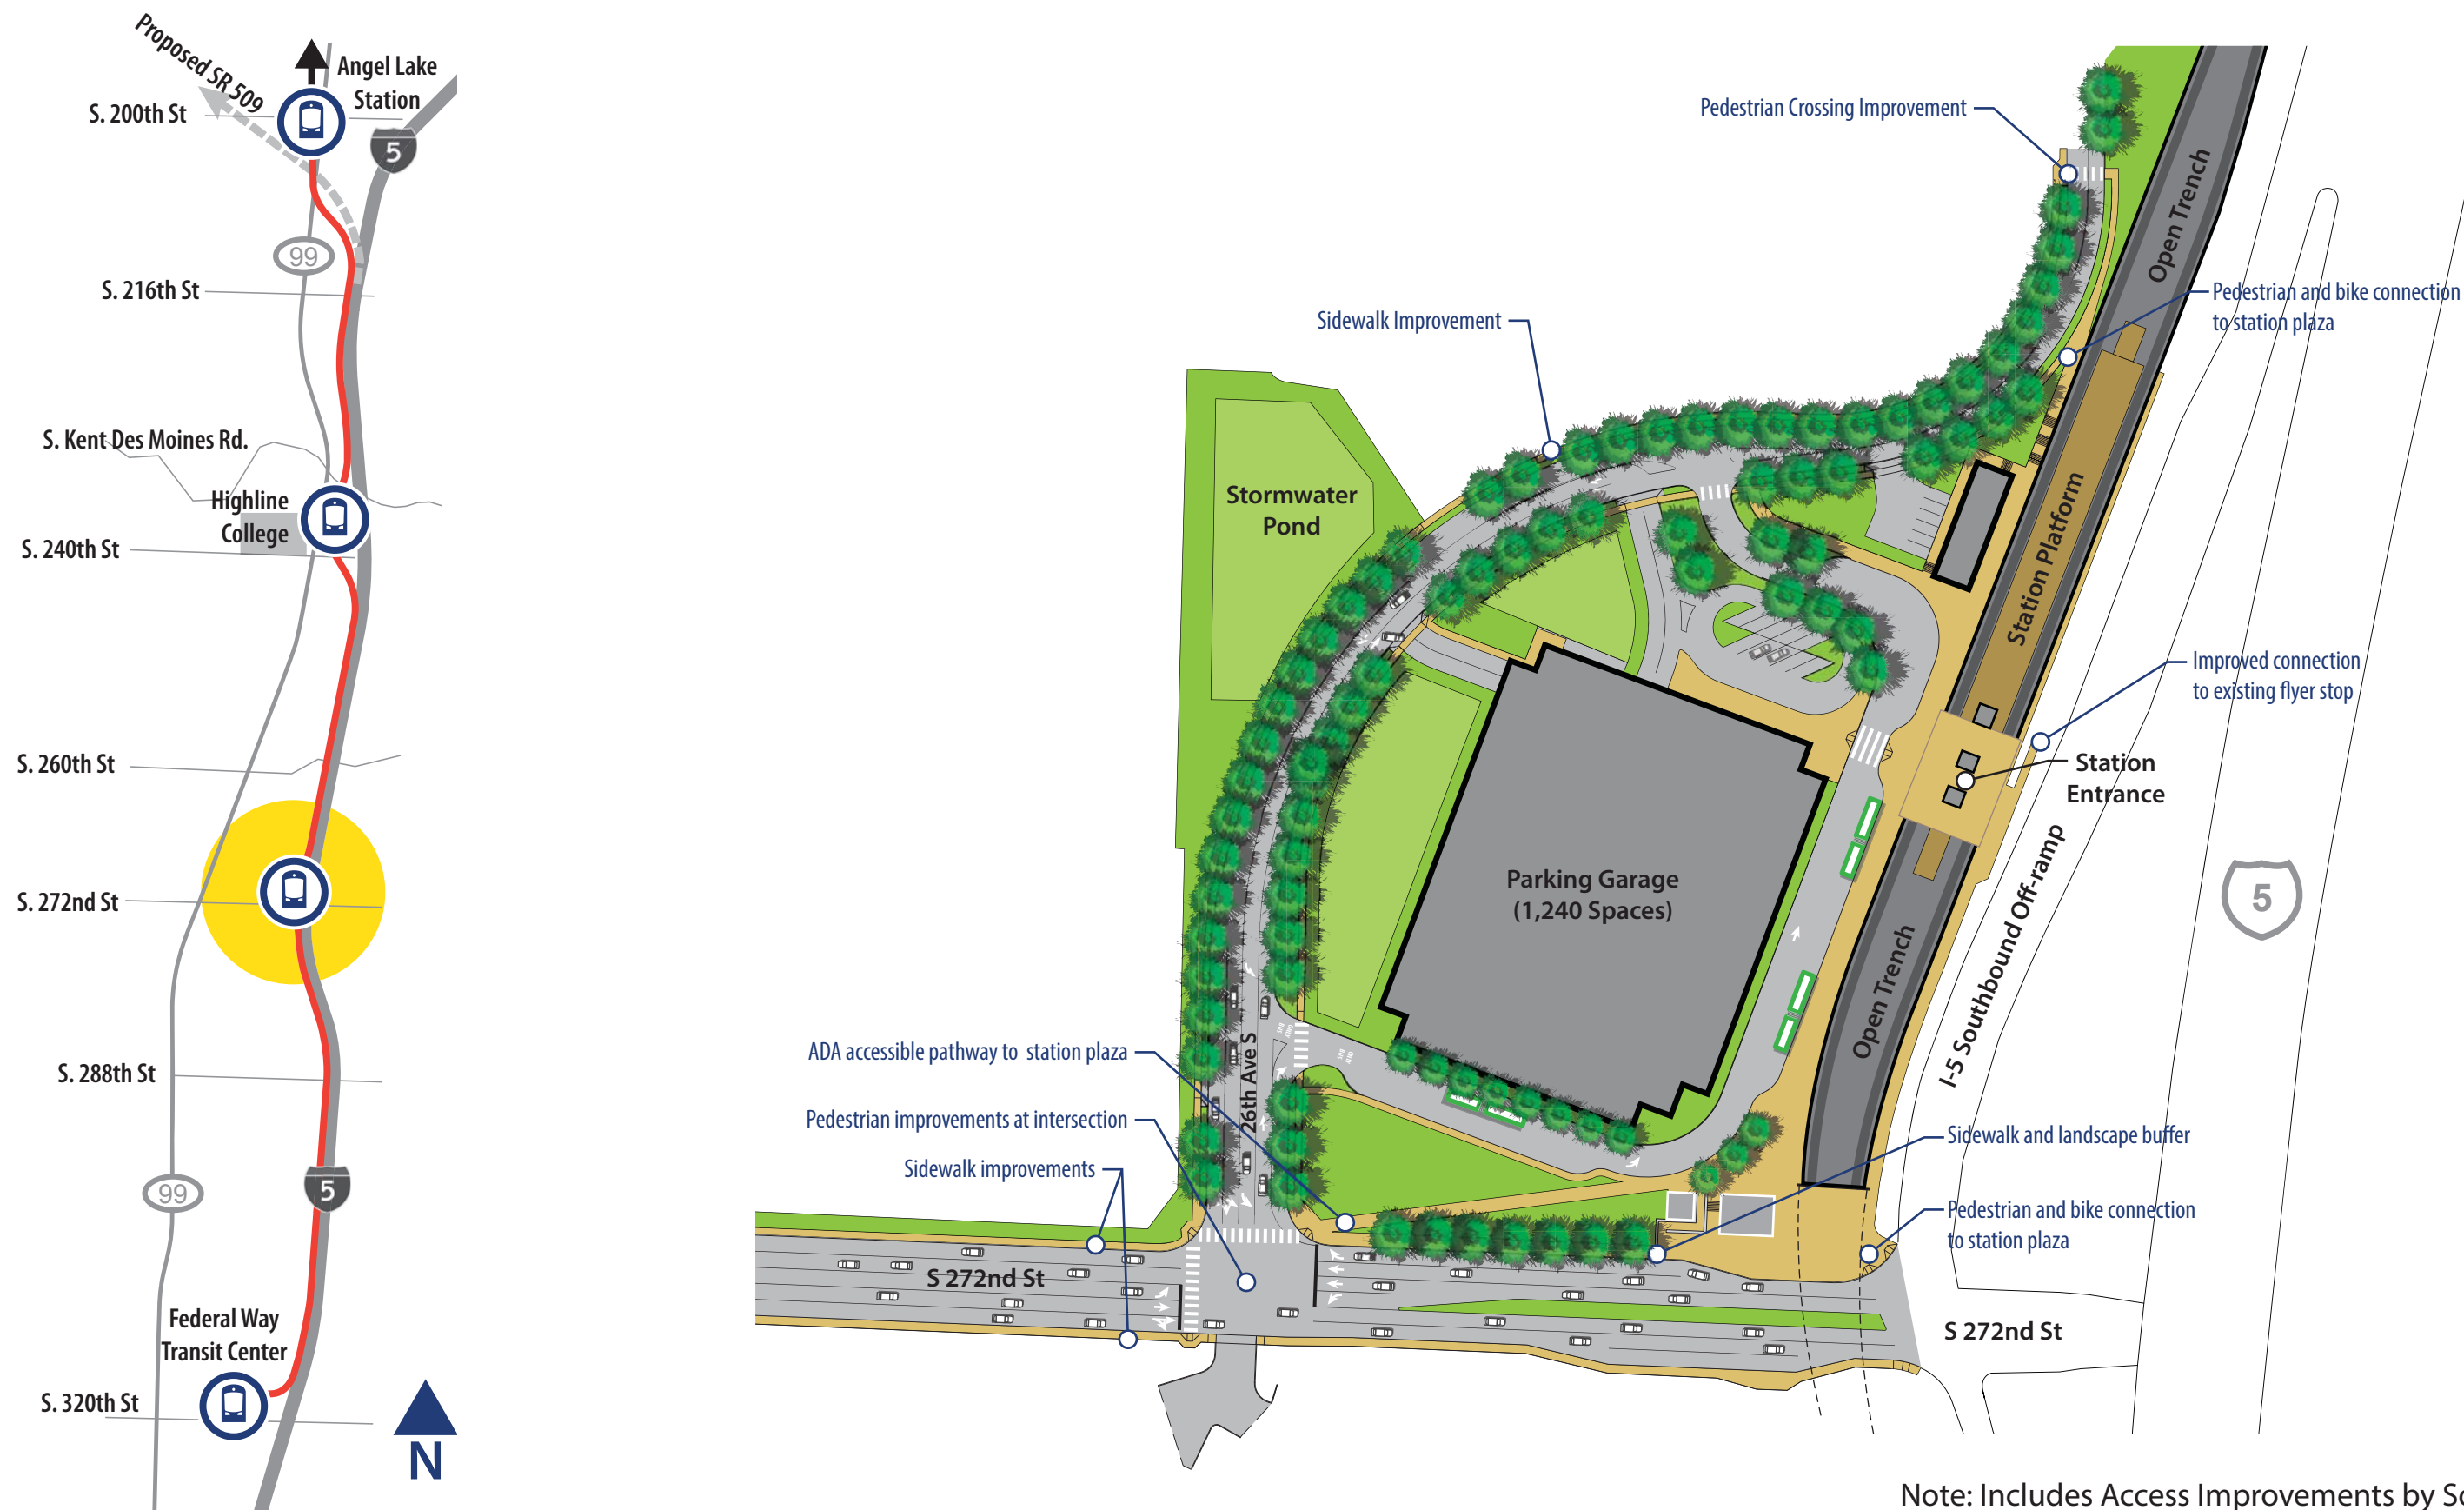 Proposed SR 509
Angel Lake
Station
S. 200th St
5
99
S. 216th St
S. Kent Des Moines Rd.
Highline
College
S. 240th St
S. 260th St
S. 272nd St
S. 288th St
99
5
Federal Way
Transit Center
S. 320th St
N
Pedestrian Crossing Improvement
Open Trench
Pedestrian and bike connection
to station plaza
Sidewalk Improvement
Stormwater
Pond
Station Platform
Improved connection
to existing flyer stop
Station
Entrance
Parking Garage
(1,240 Spaces)
5
Open Trench
I-5 Southbound Off-ramp
ADA accessible pathway to station plaza
26th Ave S
Pedestrian improvements at intersection
Sidewalk improvements
Sidewalk and landscape buffer
Pedestrian and bike connection
to station plaza
S 272nd St
S 272nd St
Note: Includes Access Improvements by